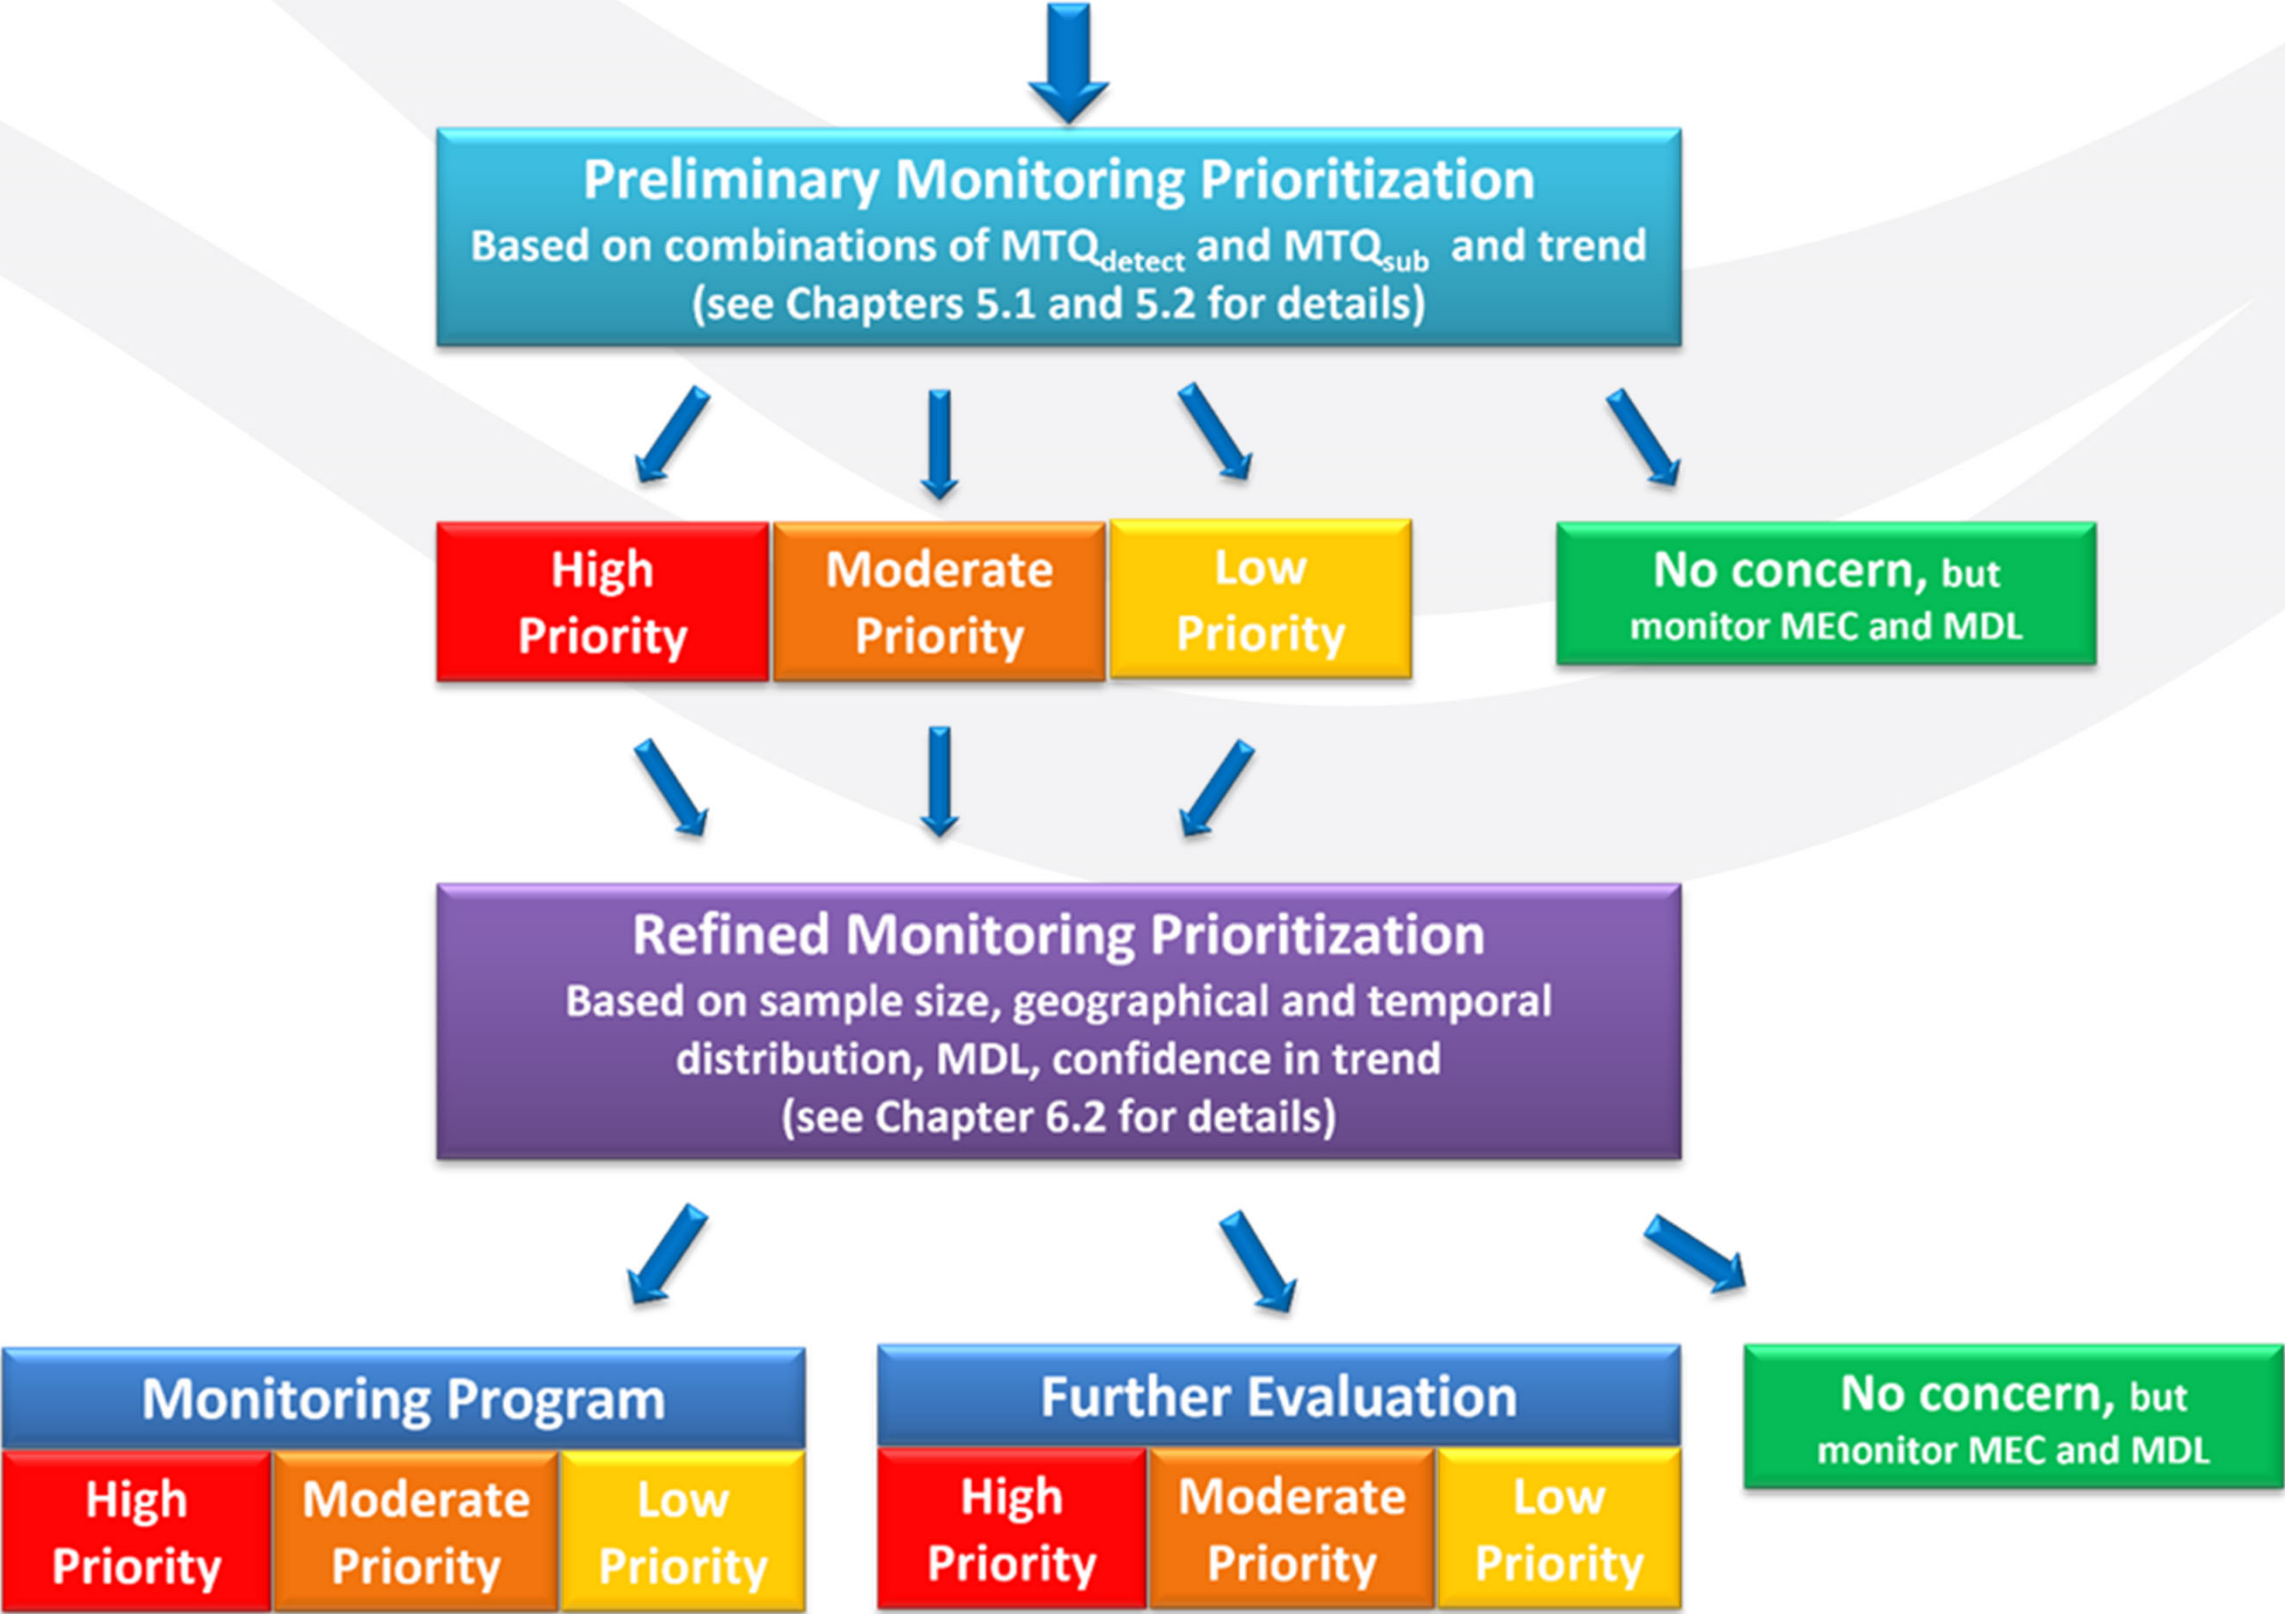 Preliminary Monitoring Prioritization
Based on combinations of MTQdetect and MTQsub and trend
(see Chapters 5.1 and 5.2 for details)
High
Priority
Moderate
Priority
Low
Priority
No concern, but
monitor MEC and MDL
Refined Monitoring Prioritization
Based on sample size, geographical and temporal
distribution, MDL, confidence in trend
(see Chapter 6.2 for details)
Monitoring Program
High
Priority
Moderate
Priority
Low
Priority
Further Evaluation
High
Priority
Moderate
Priority
Low
Priority
No concern, but
monitor MEC and MDL